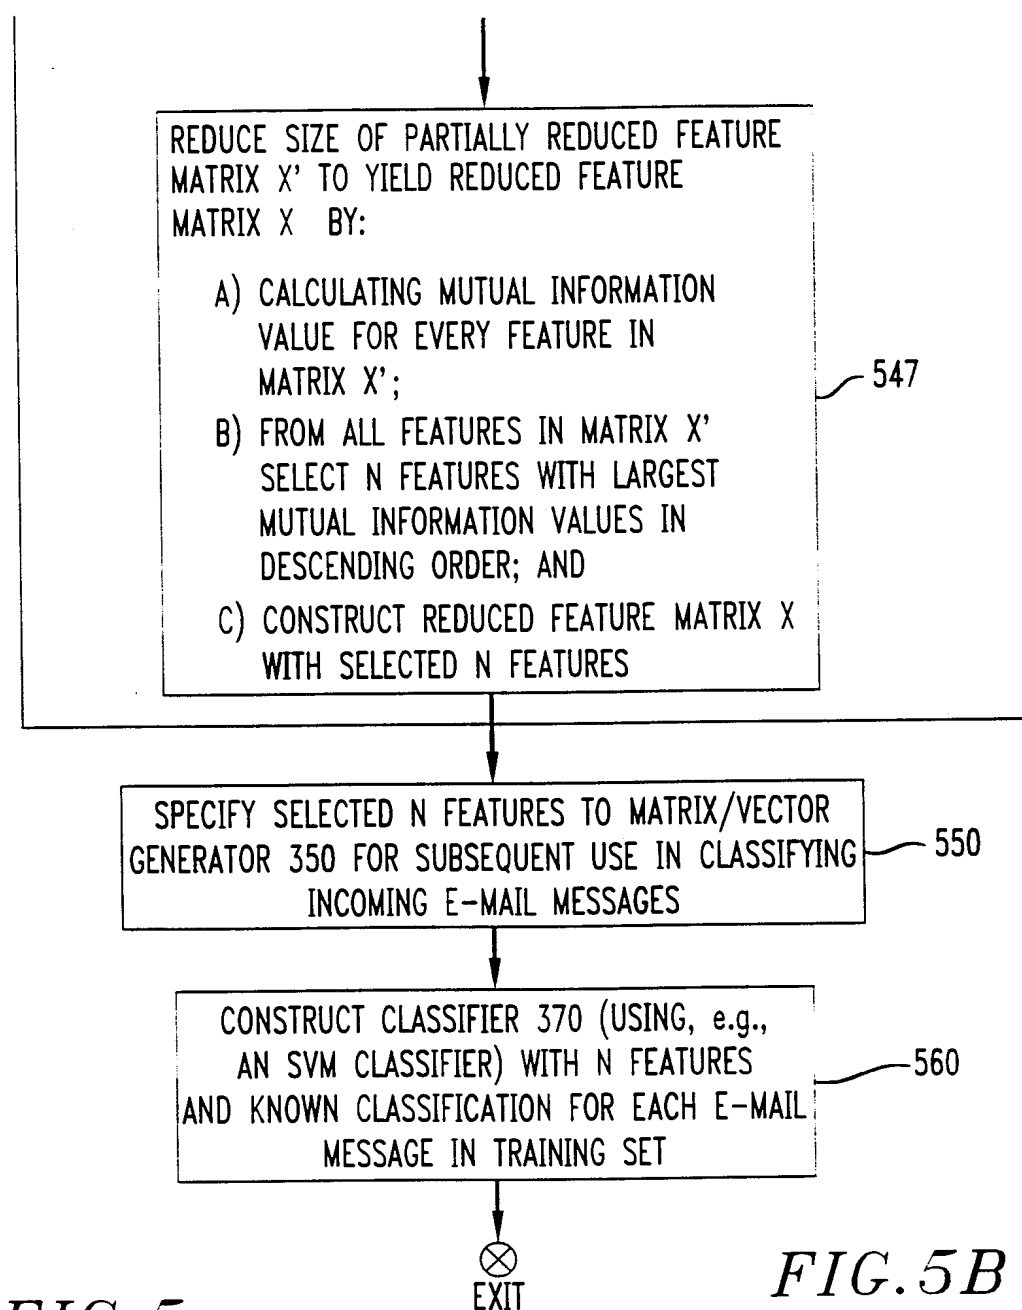 REDUCE SIZE OF PARTIALLY REDUCED FEATURE
MATRIX X' TO YIELD REDUCED FEATURE
MATRIX X BY:
A) CALCULATING MUTUAL INFORMATION
VALUE FOR EVERY FEATURE IN
MATRIX X';
547
B) FROM ALL FEATURES IN MATRIX X'
SELECT N FEATURES WITH LARGEST
MUTUAL INFORMATION VALUES IN
DESCENDING ORDER; AND
C) CONSTRUCT REDUCED FEATURE MATRIX X
WITH SELECTED N FEATURES
SPECIFY SELECTED N FEATURES TO MATRIX/VECTOR
GENERATOR 350 FOR SUBSEQUENT USE IN CLASSIFYING
INCOMING E-MAIL MESSAGES
550
CONSTRUCT CLASSIFIER 370 (USING, e.g.,
AN SVM CLASSIFIER) WITH N FEATURES
AND KNOWN CLASSIFICATION FOR EACH E-MAIL
MESSAGE IN TRAINING SET
560
EXIT
FIG.5B